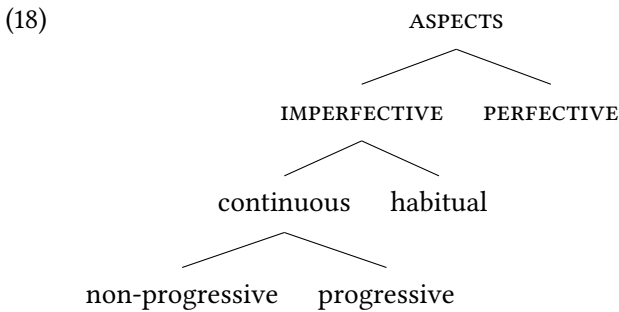 (18) ASPECTS
IMPERFECTIVE PERFECTIVE
continuous habitual
non-progressive progressive